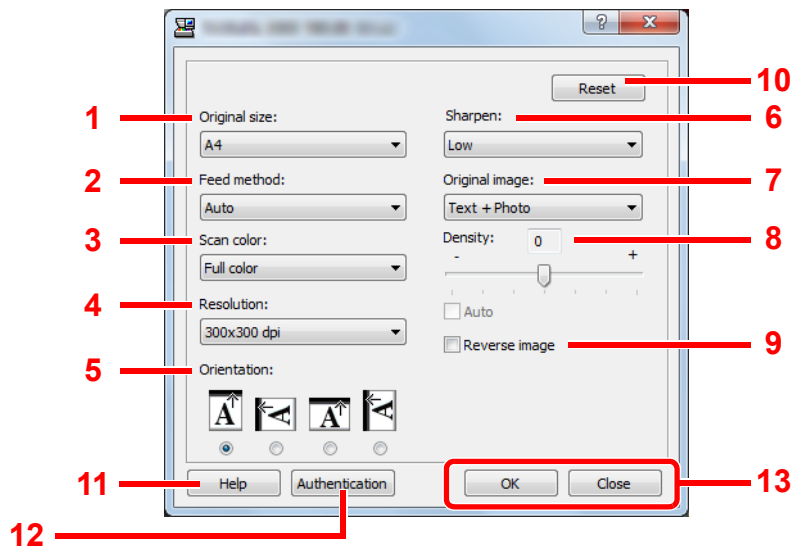 ?
X
Reset
10
1
Original size:
Sharpen:
6
A4
Low
2
Feed method:
Original image:
7
Auto
Text + Photo
3
Scan color:
Density:
0
8
-
+
Full color
4
Resolution:
Auto
300x300 dpi
Reverse image
9
5
Orientation:
A A A A
11
Help
Authentication
OK
Close
13
12